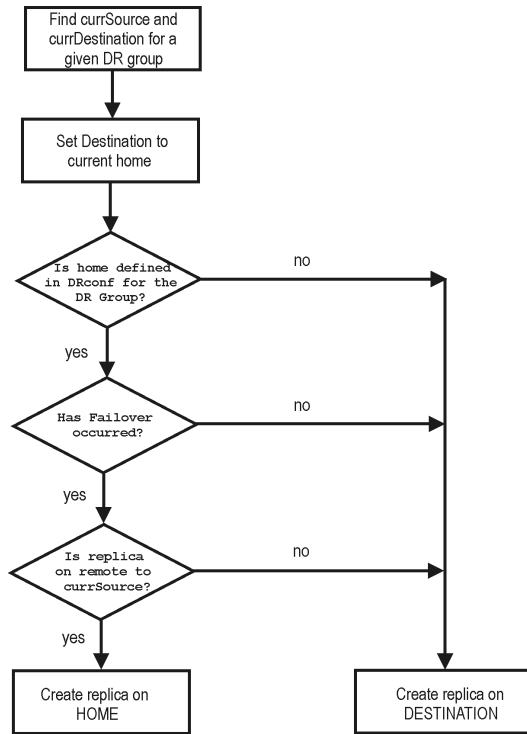 Find currSource and
currDestination for a
given DR group
Set Destination to
current home
Is home defined
in DRconf for the
DR Group?
no
yes
Has Failover
occurred?
no
yes
Is replica
on remote to
currSource?
no
yes
Create replica on
HOME
Create replica on
DESTINATION